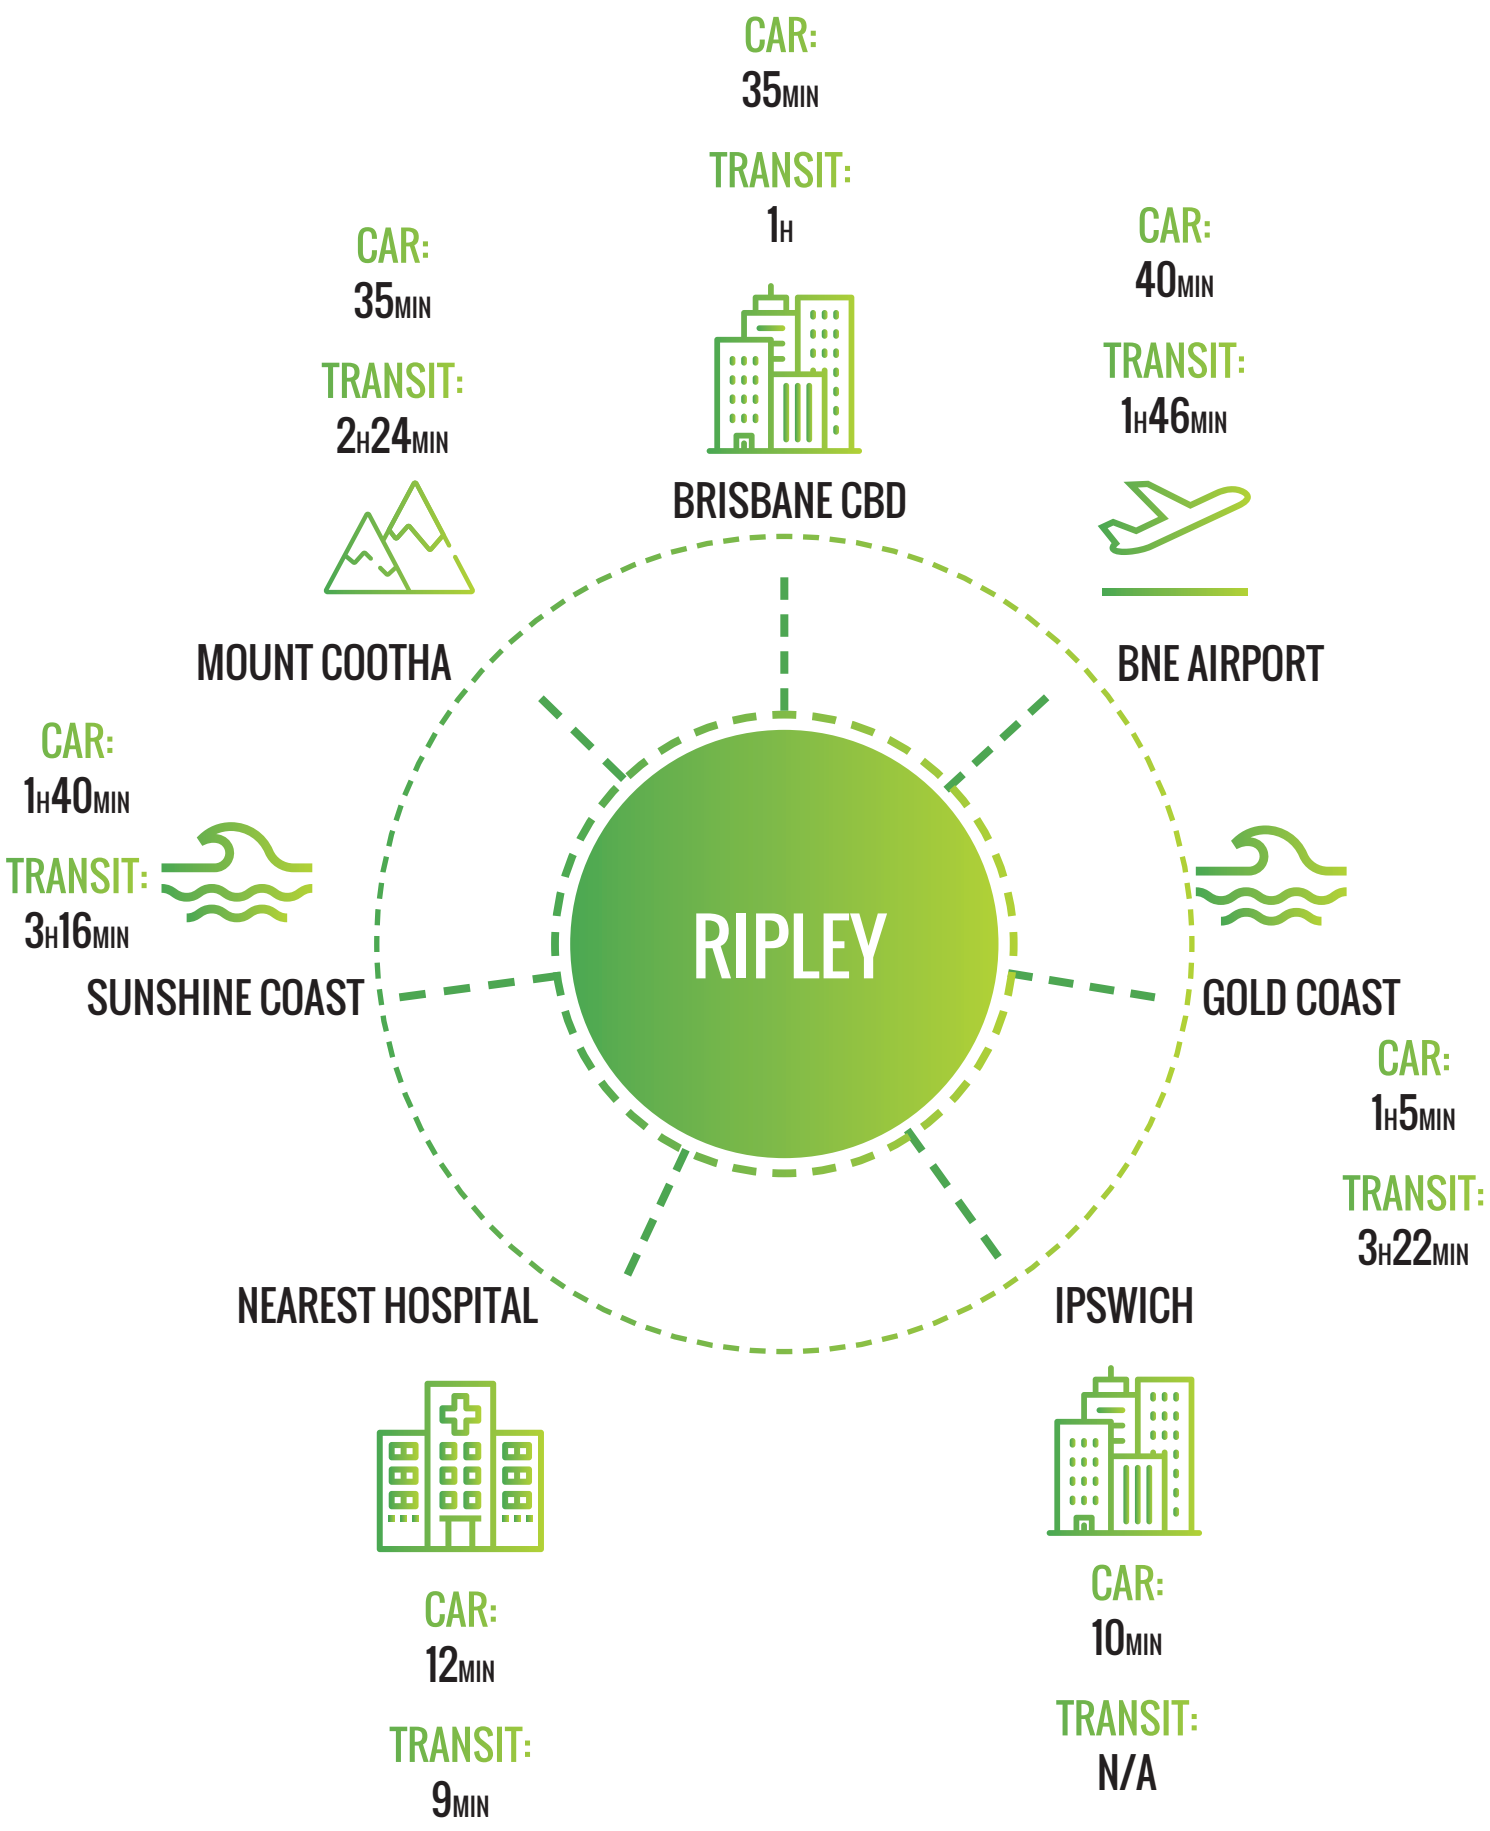 CAR:
35MIN
TRANSIT:
1H
BRISBANE CBD
CAR:
40MIN
TRANSIT:
1H46MIN
BNE AIRPORT
CAR:
35MIN
TRANSIT:
2H24MIN
MOUNT COOTHA
CAR:
1H40MIN
TRANSIT:
3H16MIN
SUNSHINE COAST
RIPLEY
GOLD COAST
CAR:
1H5MIN
TRANSIT:
3H22MIN
NEAREST HOSPITAL
CAR:
12MIN
TRANSIT:
9MIN
IPSWICH
CAR:
10MIN
TRANSIT:
N/A